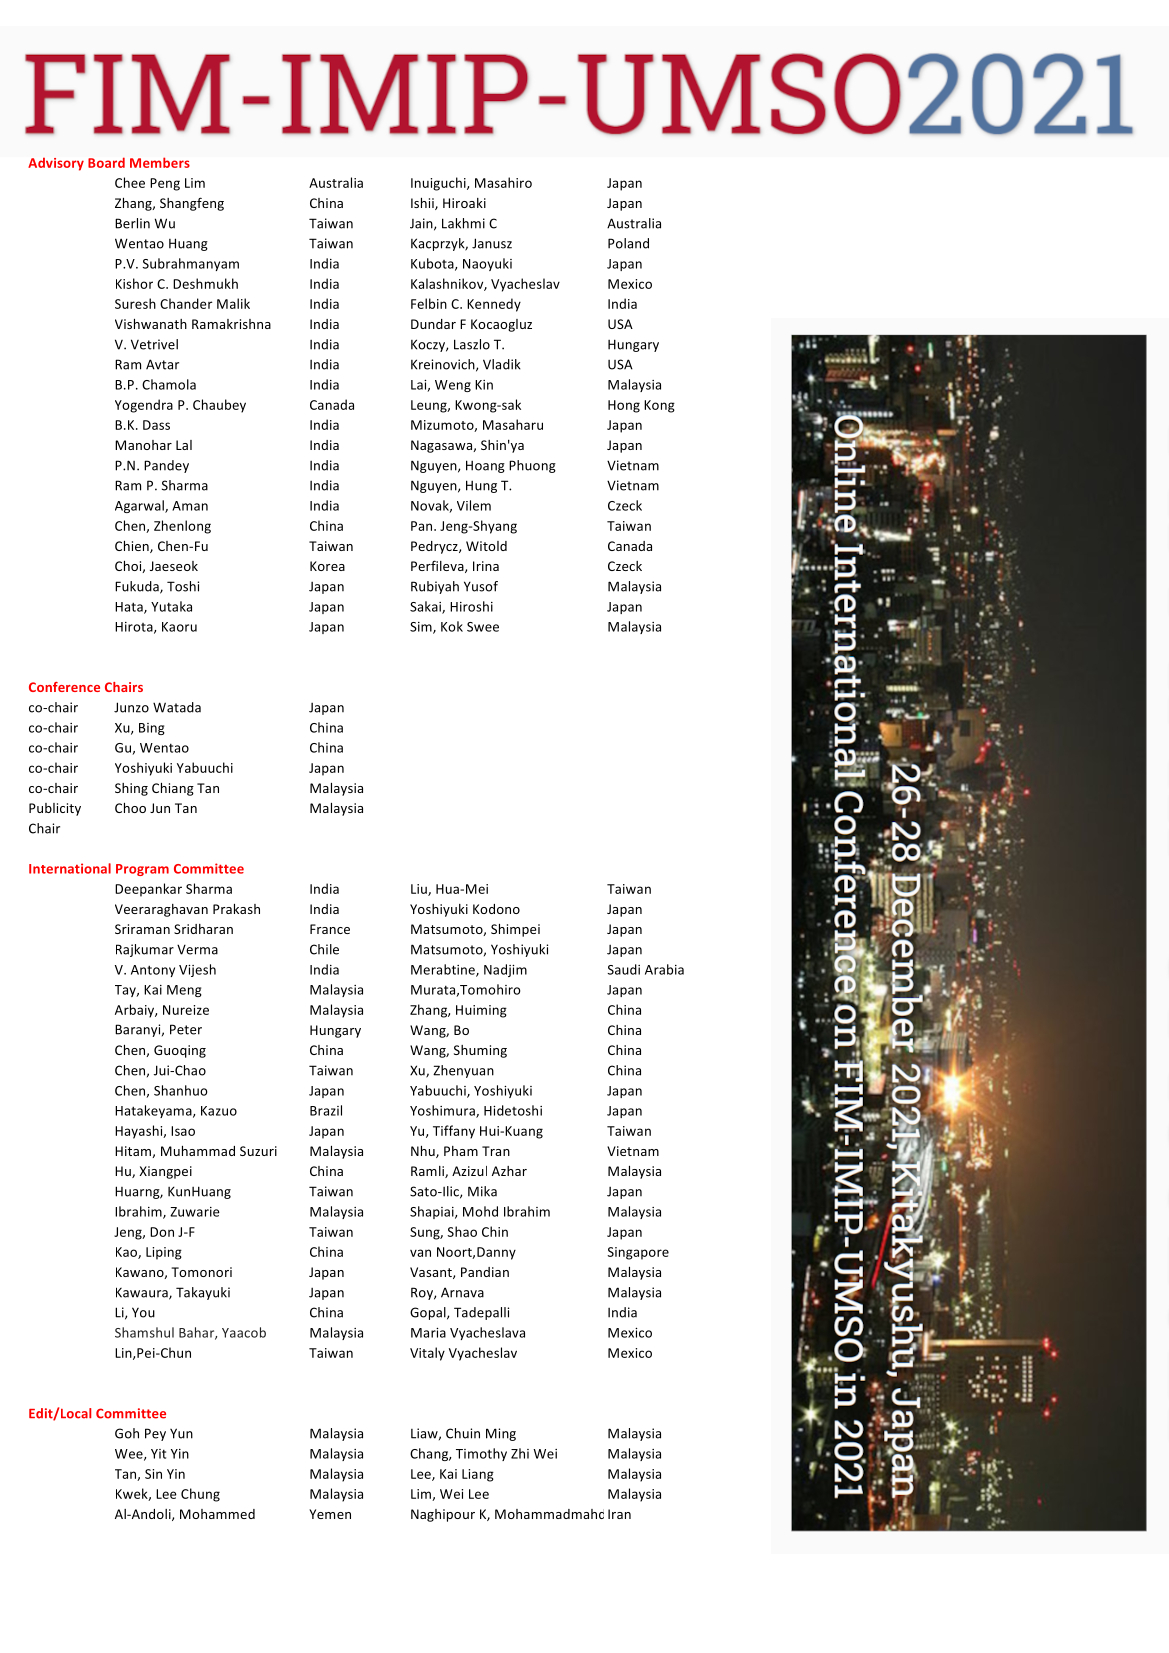 FIM-IMIP-UMSO2021
Advisory Board Members
Chee Peng Lim Australia Inuiguchi, Masahiro Japan
Zhang, Shangfeng China Ishii, Hiroaki Japan
Berlin Wu Taiwan Jain, Lakhmi C Australia
Wentao Huang Taiwan Kacprzyk, Janusz Poland
P.V. Subrahmanyam India Kubota, Naoyuki Japan
Kishor C. Deshmukh India Kalashnikov, Vyacheslav Mexico
Suresh Chander Malik India Felbin C. Kennedy India
Vishwanath Ramakrishna India Dundar F Kocaogluz USA
V. Vetrivel India Koczy, Laszlo T. Hungary
Ram Avtar India Kreinovich, Vladik USA
B.P. Chamola India Lai, Weng Kin Malaysia
Yogendra P. Chaubey Canada Leung, Kwong-sak Hong Kong
B.K. Dass India Mizumoto, Masaharu Japan
Manohar Lal India Nagasawa, Shin'ya Japan
P.N. Pandey India Nguyen, Hoang Phuong Vietnam
Ram P. Sharma India Nguyen, Hung T. Vietnam
Agarwal, Aman India Novak, Vilem Czeck
Chen, Zhenlong China Pan. Jeng-Shyang Taiwan
Chien, Chen-Fu Taiwan Pedrycz, Witold Canada
Choi, Jaeseok Korea Perfileva, Irina Czeck
Fukuda, Toshi Japan Rubiyah Yusof Malaysia
Hata, Yutaka Japan Sakai, Hiroshi Japan
Hirota, Kaoru Japan Sim, Kok Swee Malaysia
Conference Chairs
co-chair Junzo Watada Japan
co-chair Xu, Bing China
co-chair Gu, Wentao China
co-chair Yoshiyuki Yabuuchi Japan
co-chair Shing Chiang Tan Malaysia
Publicity Choo Jun Tan Malaysia
Chair
International Program Committee
Deepankar Sharma India Liu, Hua-Mei Taiwan
Veeraraghavan Prakash India Yoshiyuki Kodono Japan
Sriraman Sridharan France Matsumoto, Shimpei Japan
Rajkumar Verma Chile Matsumoto, Yoshiyuki Japan
V. Antony Vijesh India Merabtine, Nadjim Saudi Arabia
Tay, Kai Meng Malaysia Murata,Tomohiro Japan
Arbaiy, Nureize Malaysia Zhang, Huiming China
Baranyi, Peter Hungary Wang, Bo China
Chen, Guoqing China Wang, Shuming China
Chen, Jui-Chao Taiwan Xu, Zhenyuan China
Chen, Shanhuo Japan Yabuuchi, Yoshiyuki Japan
Hatakeyama, Kazuo Brazil Yoshimura, Hidetoshi Japan
Hayashi, Isao Japan Yu, Tiffany Hui-Kuang Taiwan
Hitam, Muhammad Suzuri Malaysia Nhu, Pham Tran Vietnam
Hu, Xiangpei China Ramli, Azizul Azhar Malaysia
Huarng, KunHuang Taiwan Sato-Ilic, Mika Japan
Ibrahim, Zuwarie Malaysia Shapiai, Mohd Ibrahim Malaysia
Jeng, Don J-F Taiwan Sung, Shao Chin Japan
Kao, Liping China van Noort,Danny Singapore
Kawano, Tomonori Japan Vasant, Pandian Malaysia
Kawaura, Takayuki Japan Roy, Arnava Malaysia
Li, You China Gopal, Tadepalli India
Shamshul Bahar, Yaacob Malaysia Maria Vyacheslava Mexico
Lin,Pei-Chun Taiwan Vitaly Vyacheslav Mexico
Edit/Local Committee
Goh Pey Yun Malaysia Liaw, Chuin Ming Malaysia
Wee, Yit Yin Malaysia Chang, Timothy Zhi Wei Malaysia
Tan, Sin Yin Malaysia Lee, Kai Liang Malaysia
Kwek, Lee Chung Malaysia Lim, Wei Lee Malaysia
Al-Andoli, Mohammed Yemen Naghipour K, Mohammadmahd Iran
26-28 December 2021, Kitakyushu, Japan
Online International Conference on FIM-IMIP-UMSO in 2021